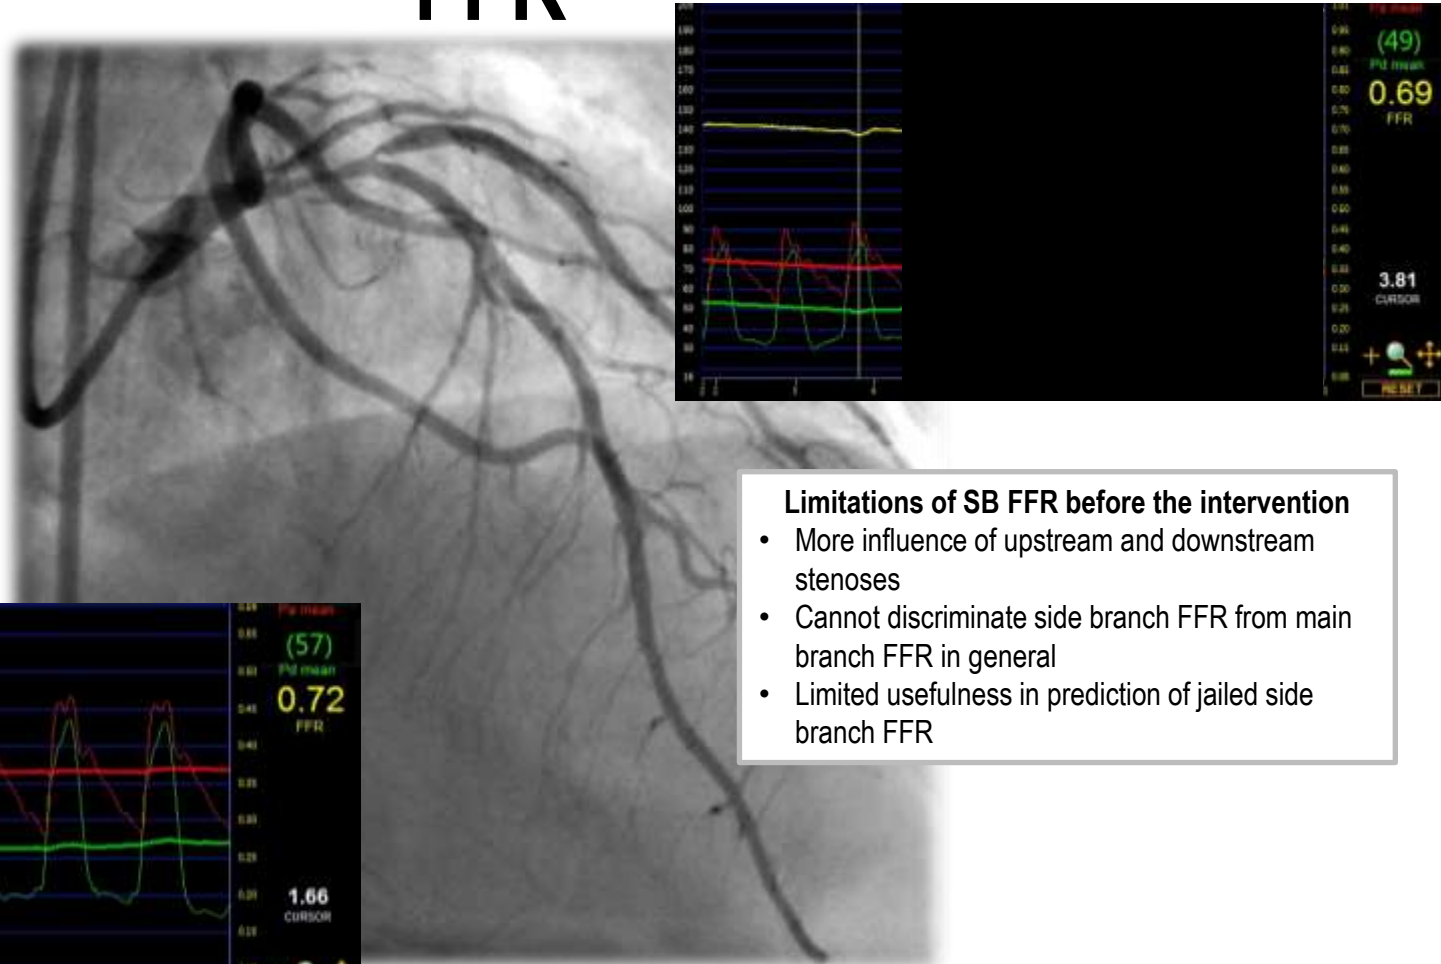 FFR
(49)
Pd mean
0.69
FFR
3.81
CURSOR
RESET
Limitations of SB FFR before the intervention
• More influence of upstream and downstream
stenoses
• Cannot discriminate side branch FFR from main
branch FFR in general
• Limited usefulness in prediction of jailed side
branch FFR
Pa mean
(57)
Pd mean
0.72
FFR
1.66
CURSOR